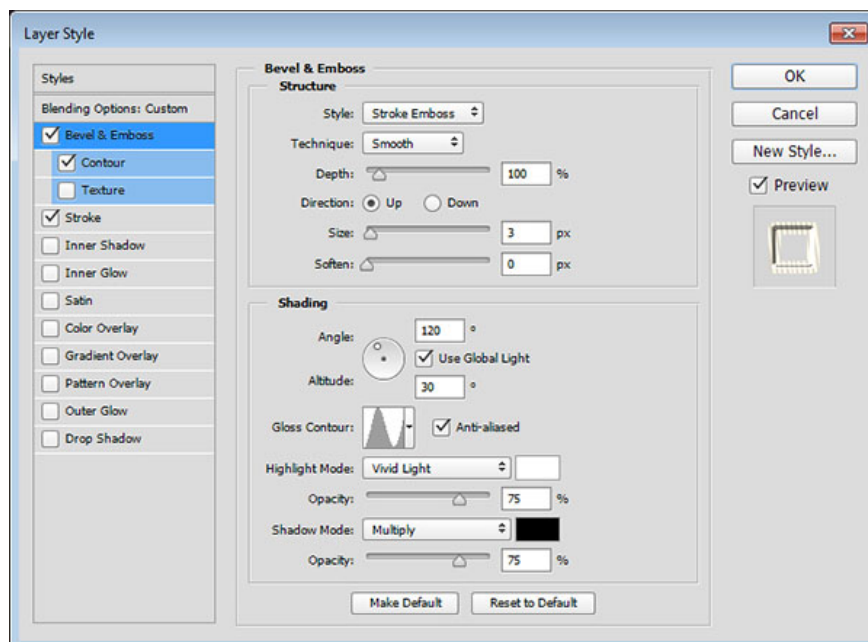 Layer Style
Styles
Blending Options: Custom
Bevel & Emboss
Contour
Texture
Stroke
Inner Shadow
Inner Glow
Satin
Color Overlay
Gradient Overlay
Pattern Overlay
Outer Glow
Drop Shadow
Bevel & Emboss
Structure
Style: Stroke Emboss
Technique: Smooth
Depth: 100 %
Direction: Up Down
Size: 3 px
Soften: 0 px
Shading
Angle: 120 °
Use Global Light
Altitude: 30 °
Gloss Contour: Anti-aliased
Highlight Mode: Vivid Light
Opacity: 75 %
Shadow Mode: Multiply
Opacity: 75 %
Make Default Reset to Default
OK
Cancel
New Style...
Preview